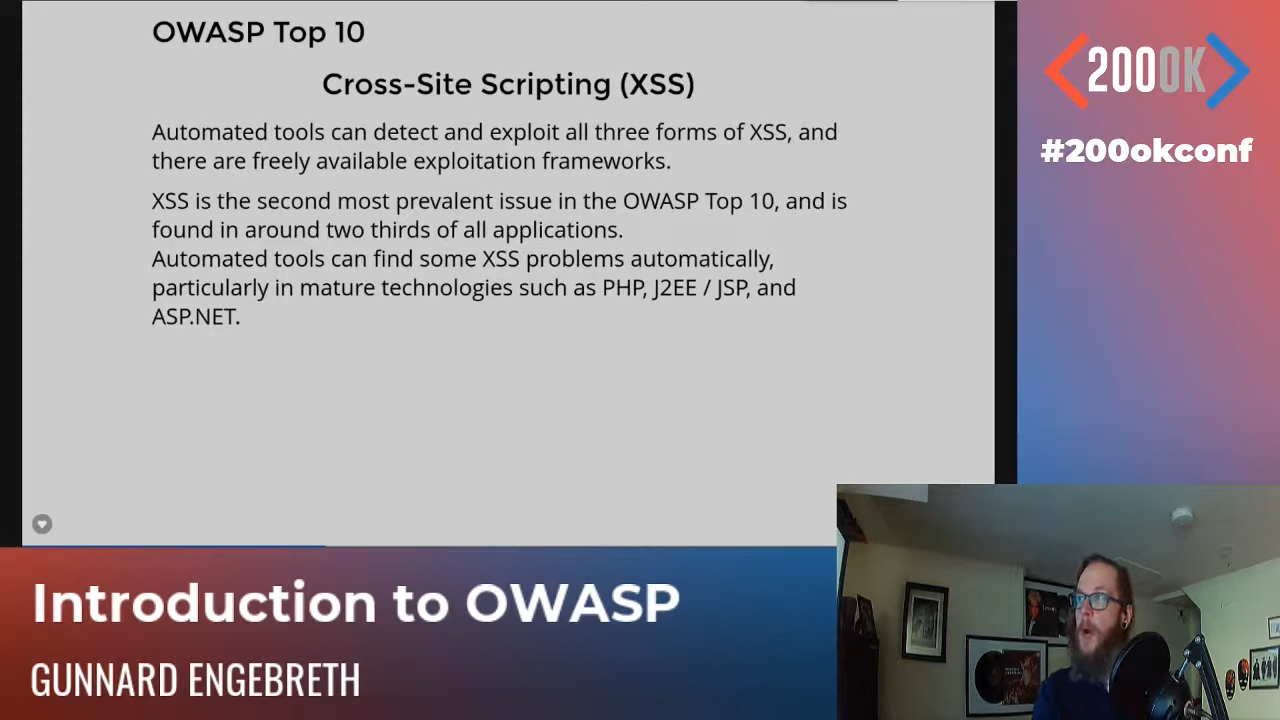 OWASP Top 10
Cross-Site Scripting (XSS)
Automated tools can detect and exploit all three forms of XSS, and
there are freely available exploitation frameworks.
XSS is the second most prevalent issue in the OWASP Top 10, and is
found in around two thirds of all applications.
Automated tools can find some XSS problems automatically,
particularly in mature technologies such as PHP, J2EE / JSP, and
ASP.NET.
<200OK>
#200okconf
Introduction to OWASP
GUNNARD ENGEBRETH